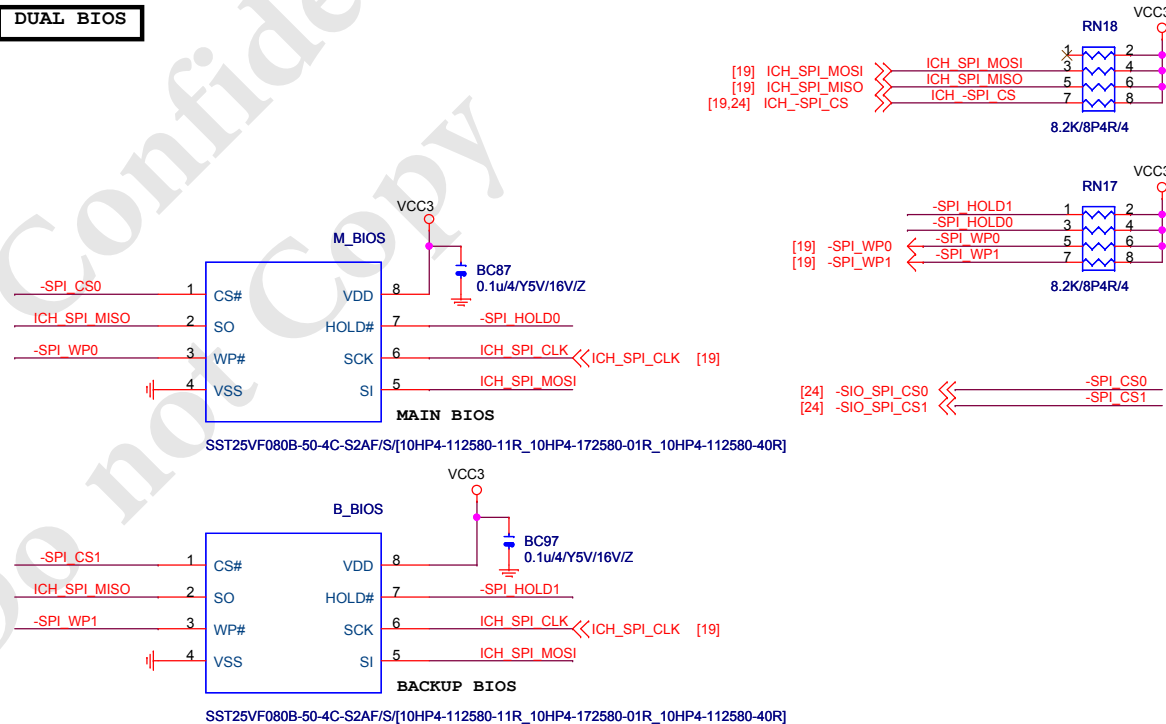 DUAL BIOS
VCC3
RN18
1 2
[19] ICH_SPI_MOSI ICH_SPI_MOSI 3 4
[19] ICH_SPI_MISO ICH_SPI_MISO 5 6
[19,24] ICH_-SPI_CS ICH_-SPI_CS 7 8
8.2K/8P4R/4
VCC3
RN17
-SPI_HOLD1 1 2
-SPI_HOLD0 3 4
[19] -SPI_WP0 -SPI_WP0 5 6
[19] -SPI_WP1 -SPI_WP1 7 8
8.2K/8P4R/4
[24] -SIO_SPI_CS0 -SPI_CS0
[24] -SIO_SPI_CS1 -SPI_CS1
VCC3
M_BIOS
BC87
0.1u/4/Y5V/16V/Z
-SPI_CS0 1 CS# VDD 8
ICH_SPI_MISO 2 SO HOLD# 7 -SPI_HOLD0
-SPI_WP0 3 WP# SCK 6 ICH_SPI_CLK ICH_SPI_CLK [19]
4 VSS SI 5 ICH_SPI_MOSI
MAIN BIOS
SST25VF080B-50-4C-S2AF/S/[10HP4-112580-11R_10HP4-172580-01R_10HP4-112580-40R]
VCC3
B_BIOS
BC97
0.1u/4/Y5V/16V/Z
-SPI_CS1 1 CS# VDD 8
ICH_SPI_MISO 2 SO HOLD# 7 -SPI_HOLD1
-SPI_WP1 3 WP# SCK 6 ICH_SPI_CLK ICH_SPI_CLK [19]
4 VSS SI 5 ICH_SPI_MOSI
BACKUP BIOS
SST25VF080B-50-4C-S2AF/S/[10HP4-112580-11R_10HP4-172580-01R_10HP4-112580-40R]
Confide
Do not Copy